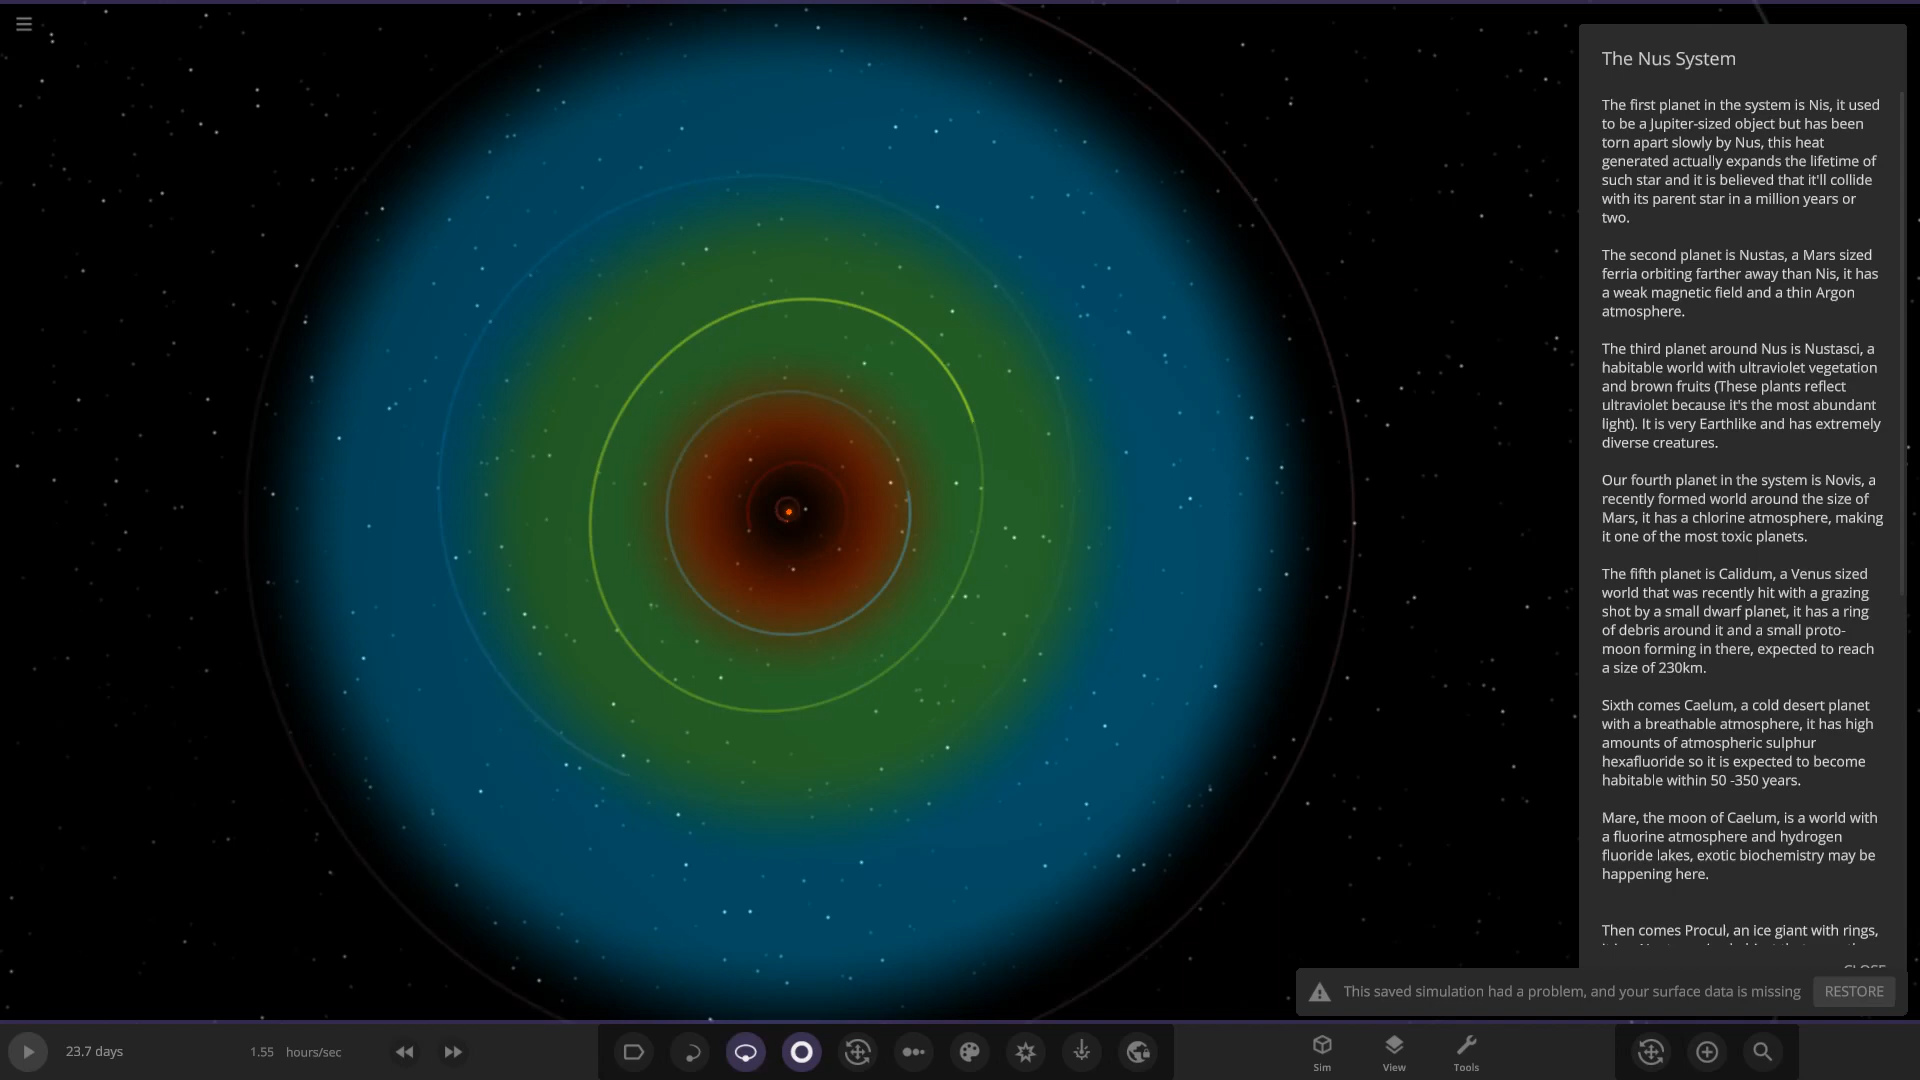 The Nus System
The first planet in the system is Nis, it used
to be a Jupiter-sized object but has been
torn apart slowly by Nus, this heat
generated actually expands the lifetime of
such star and it is believed that it'll collide
with its parent star in a million years or
two.
The second planet is Nustas, a Mars sized
ferria orbiting farther away than Nis, it has
a weak magnetic field and a thin Argon
atmosphere.
The third planet around Nus is Nustasci, a
habitable world with ultraviolet vegetation
and brown fruits (These plants reflect
ultraviolet because it's the most abundant
light). It is very Earthlike and has extremely
diverse creatures.
Our fourth planet in the system is Novis, a
recently formed world around the size of
Mars, it has a chlorine atmosphere, making
it one of the most toxic planets.
The fifth planet is Calidum, a Venus sized
world that was recently hit with a grazing
shot by a small dwarf planet, it has a ring
of debris around it and a small proto-
moon forming in there, expected to reach
a size of 230km.
Sixth comes Caelum, a cold desert planet
with a breathable atmosphere, it has high
amounts of atmospheric sulphur
hexafluoride so it is expected to become
habitable within 50 -350 years.
Mare, the moon of Caelum, is a world with
a fluorine atmosphere and hydrogen
fluoride lakes, exotic biochemistry may be
happening here.
Then comes Procul, an ice giant with rings,
CLOSE
This saved simulation had a problem, and your surface data is missing
RESTORE
23.7 days
1.55 hours/sec
Sim
View
Tools